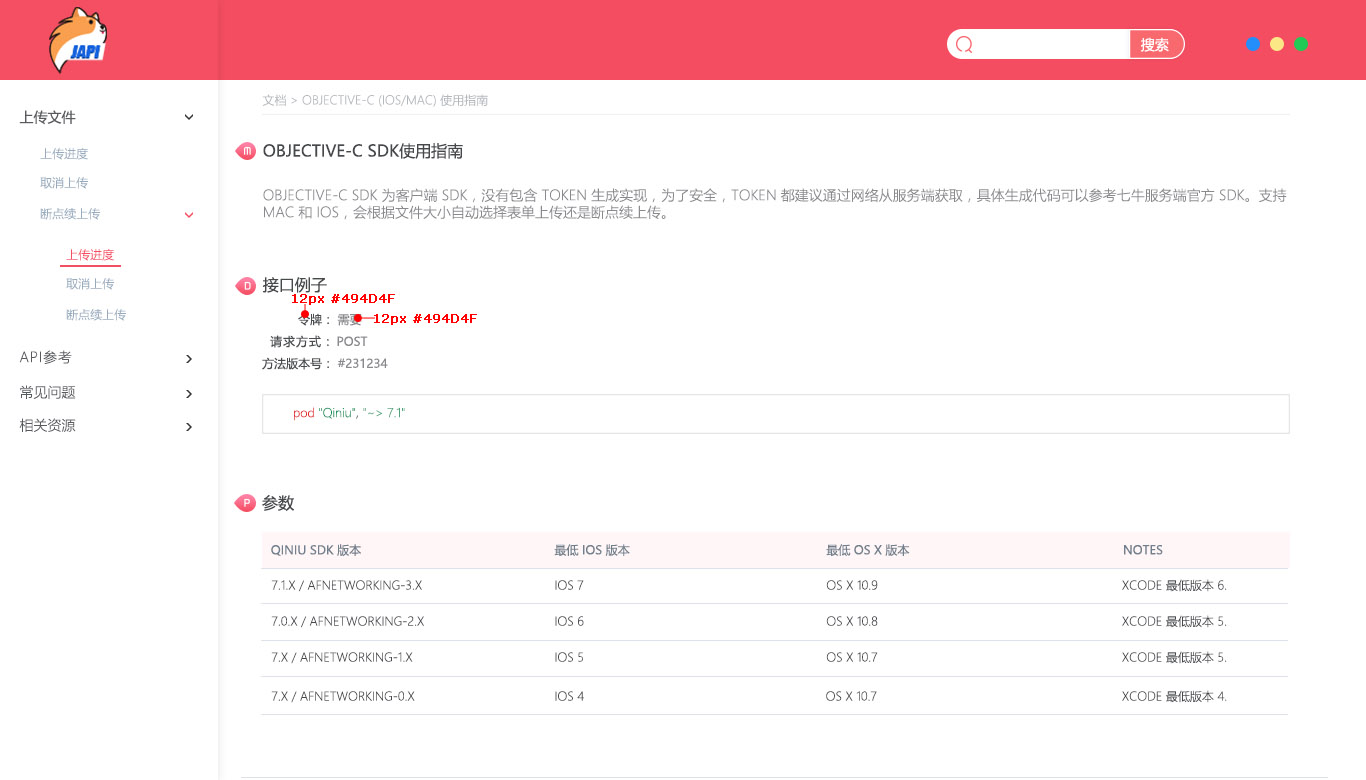 JAPI
搜索
上传文件
上传进度
取消上传
断点续上传
上传进度
取消上传
断点续上传
API参考
常见问题
相关资源
文档 > OBJECTIVE-C (IOS/MAC) 使用指南
M OBJECTIVE-C SDK使用指南
OBJECTIVE-C SDK 为客户端 SDK，没有包含 TOKEN 生成实现，为了安全，TOKEN 都建议通过网络从服务端获取，具体生成代码可以参考七牛服务端官方 SDK。支持
MAC 和 IOS，会根据文件大小自动选择表单上传还是断点续上传。
D 接口例子
12px #494D4F
令牌： 需要 12px #494D4F
请求方式： POST
方法版本号： #231234
pod "Qiniu", "~> 7.1"
P 参数
QINIU SDK 版本 最低 IOS 版本 最低 OS X 版本 NOTES
7.1.X / AFNETWORKING-3.X IOS 7 OS X 10.9 XCODE 最低版本 6.
7.0.X / AFNETWORKING-2.X IOS 6 OS X 10.8 XCODE 最低版本 5.
7.X / AFNETWORKING-1.X IOS 5 OS X 10.7 XCODE 最低版本 5.
7.X / AFNETWORKING-0.X IOS 4 OS X 10.7 XCODE 最低版本 4.